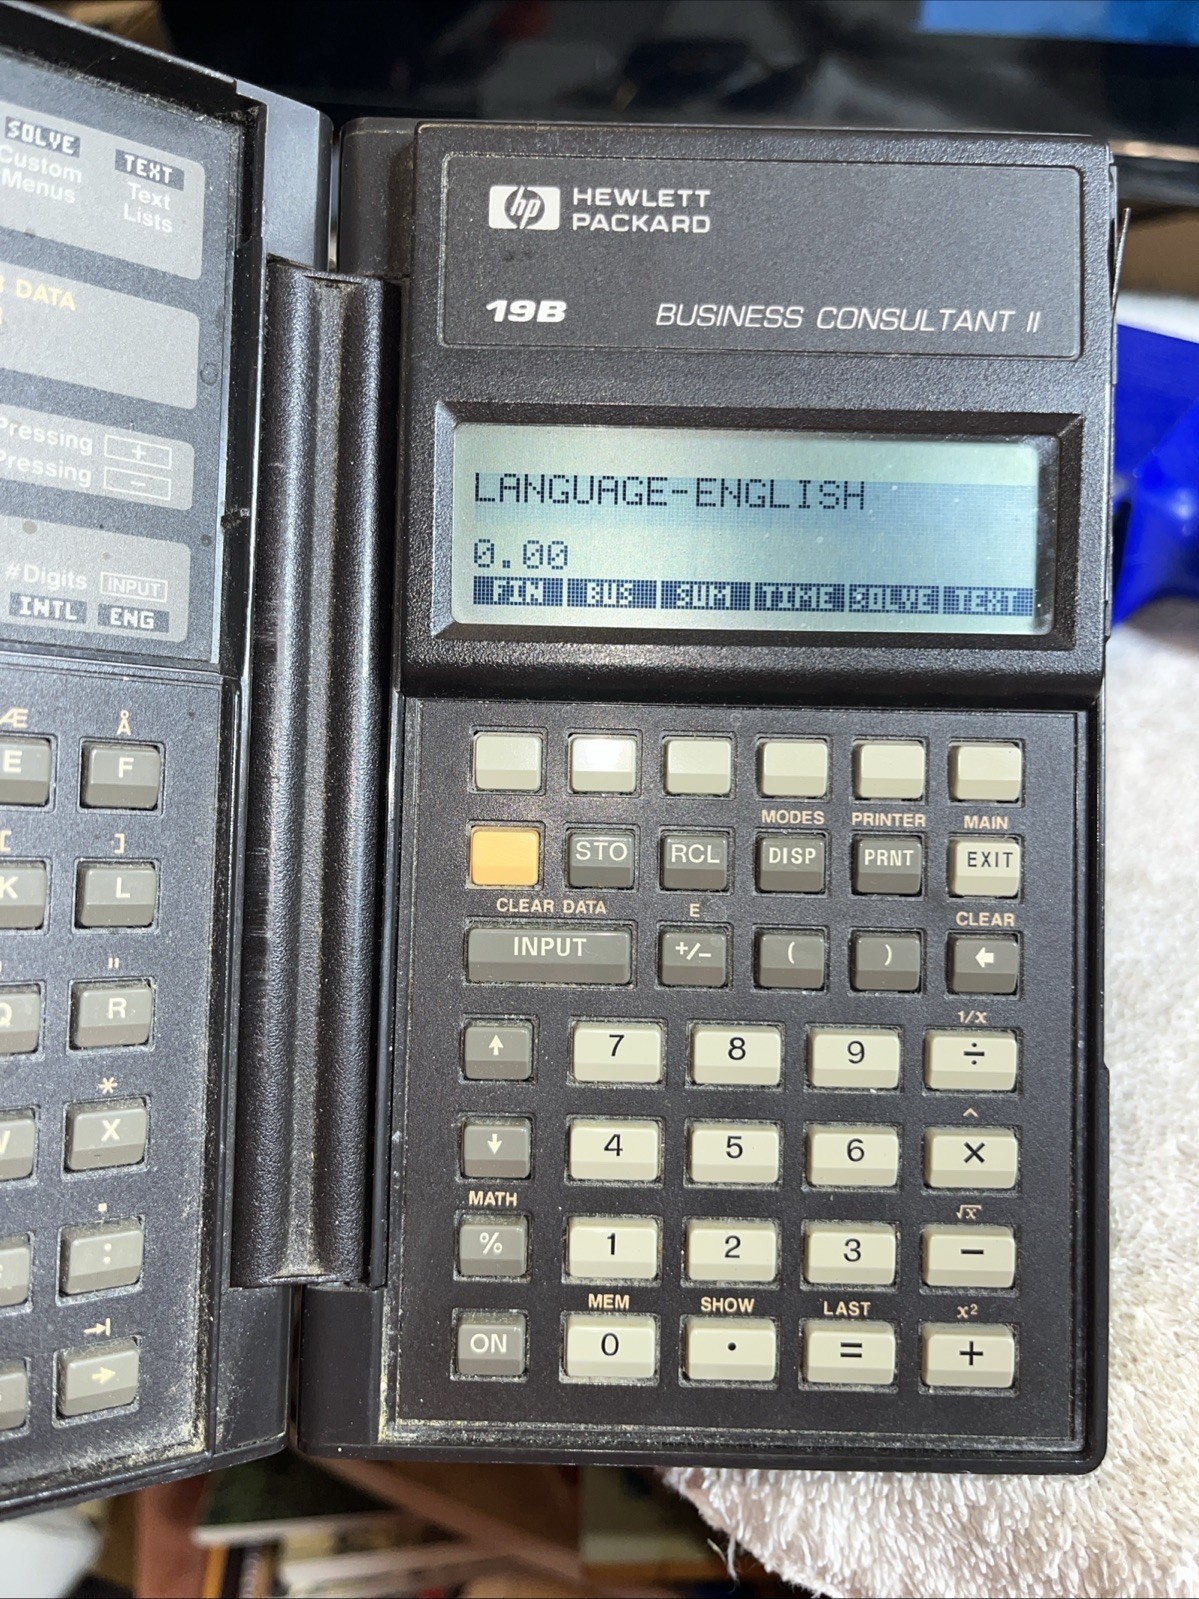 SOLVE
Custom
Menus
TEXT
Text
Lists
DATA
Pressing +
Pressing -
#Digits INPUT
INTL ENG
Æ Å
E F
[ ]
K L
"
Q R
*
X
.
:
→|
→
hp HEWLETT
PACKARD
19B BUSINESS CONSULTANT II
LANGUAGE-ENGLISH
0.00
FIN BUS SUM TIME SOLVE TEXT
MODES PRINTER MAIN
STO RCL DISP PRNT EXIT
CLEAR DATA E CLEAR
INPUT +/- ( ) ←
1/x
↑ 7 8 9 ÷
^
↓ 4 5 6 ×
MATH √x
% 1 2 3 −
MEM SHOW LAST x²
ON 0 . = +